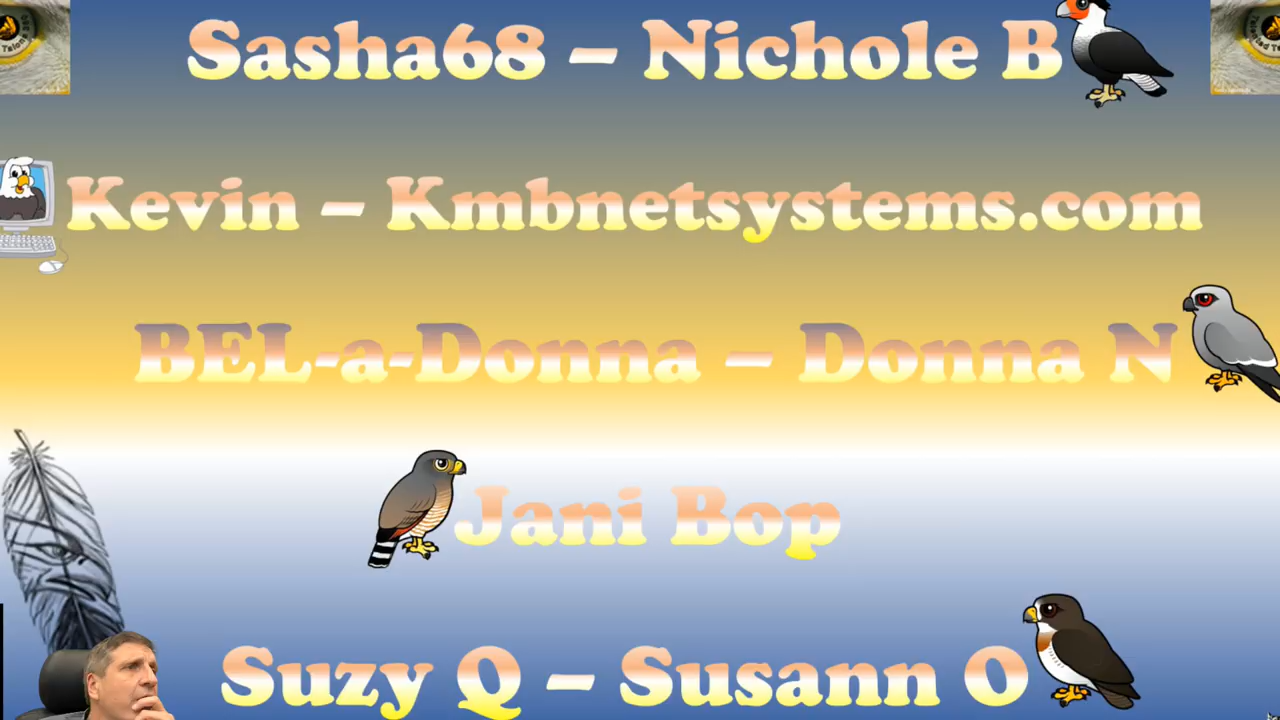 Sasha68 – Nichole B
Kevin – Kmbnetsystems.com
BEL-a-Donna – Donna N
Jani Bop
Suzy Q – Susann O